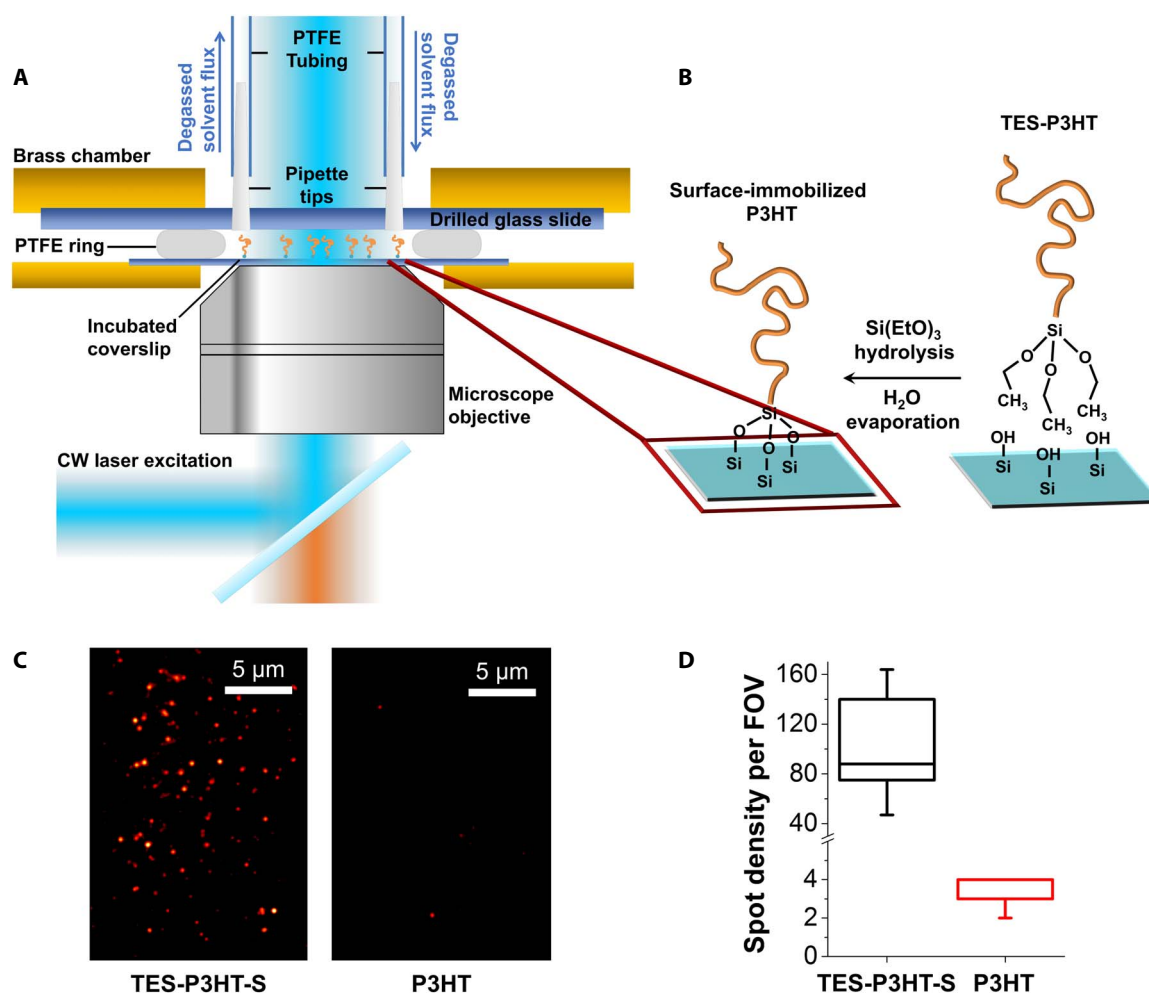 A
Degassed
solvent flux
PTFE
Tubing
Degassed
solvent flux
Brass chamber
Pipette
tips
Drilled glass slide
PTFE ring
Incubated
coverslip
Microscope
objective
CW laser excitation
B
TES-P3HT
Surface-immobilized
P3HT
Si(EtO)3
hydrolysis
H2O
evaporation
Si
O
O
O
CH3
CH3
CH3
OH
OH
OH
Si
Si
Si
Si
O
O
O
Si
Si
Si
C
5 μm
5 μm
TES-P3HT-S
P3HT
D
Spot density per FOV
160
120
80
40
4
2
0
TES-P3HT-S
P3HT